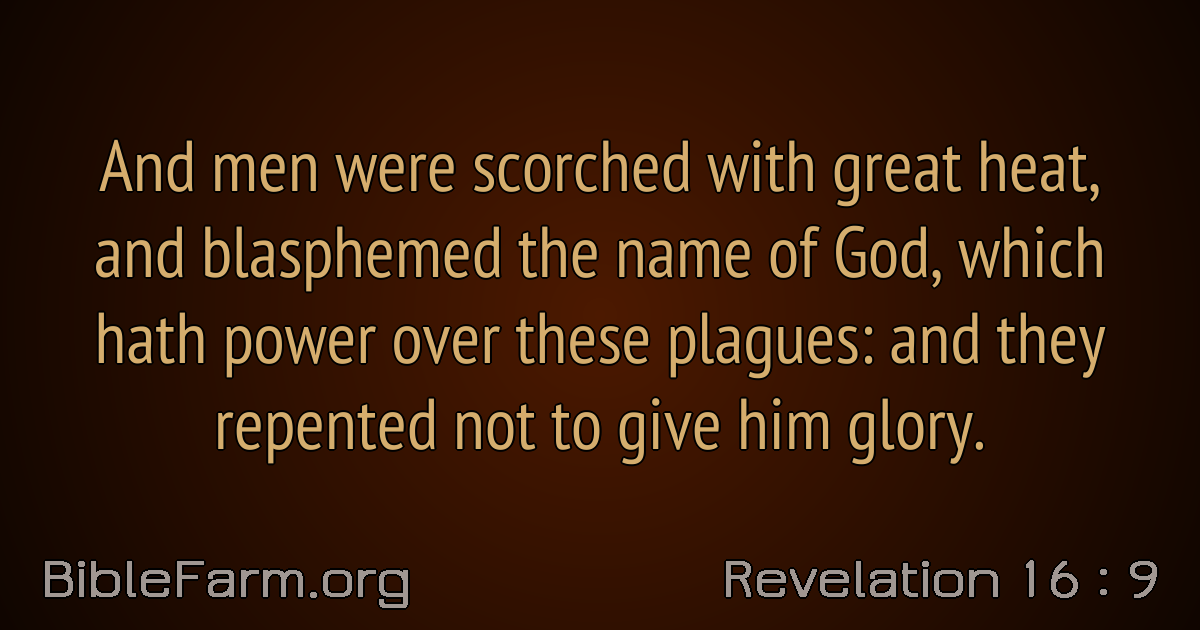 And men were scorched with great heat,
and blasphemed the name of God, which
hath power over these plagues: and they
repented not to give him glory.
BibleFarm.org
Revelation 16 : 9